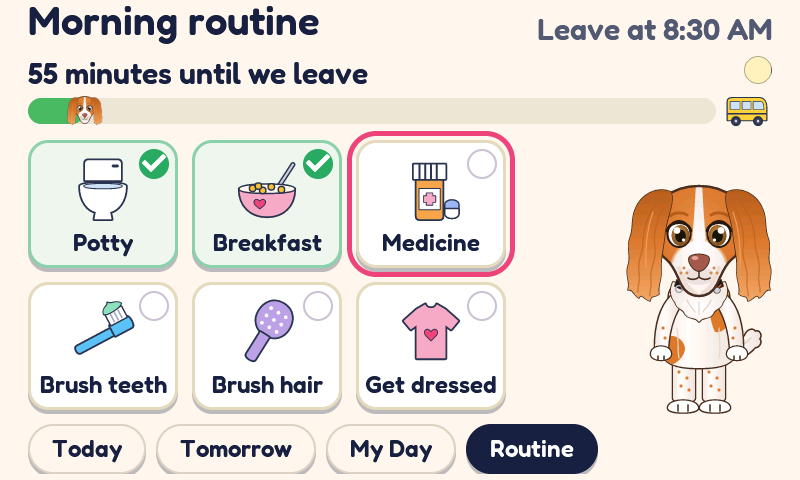 Morning routine
Leave at 8:30 AM
55 minutes until we leave
Potty
Breakfast
Medicine
Brush teeth
Brush hair
Get dressed
Today
Tomorrow
My Day
Routine